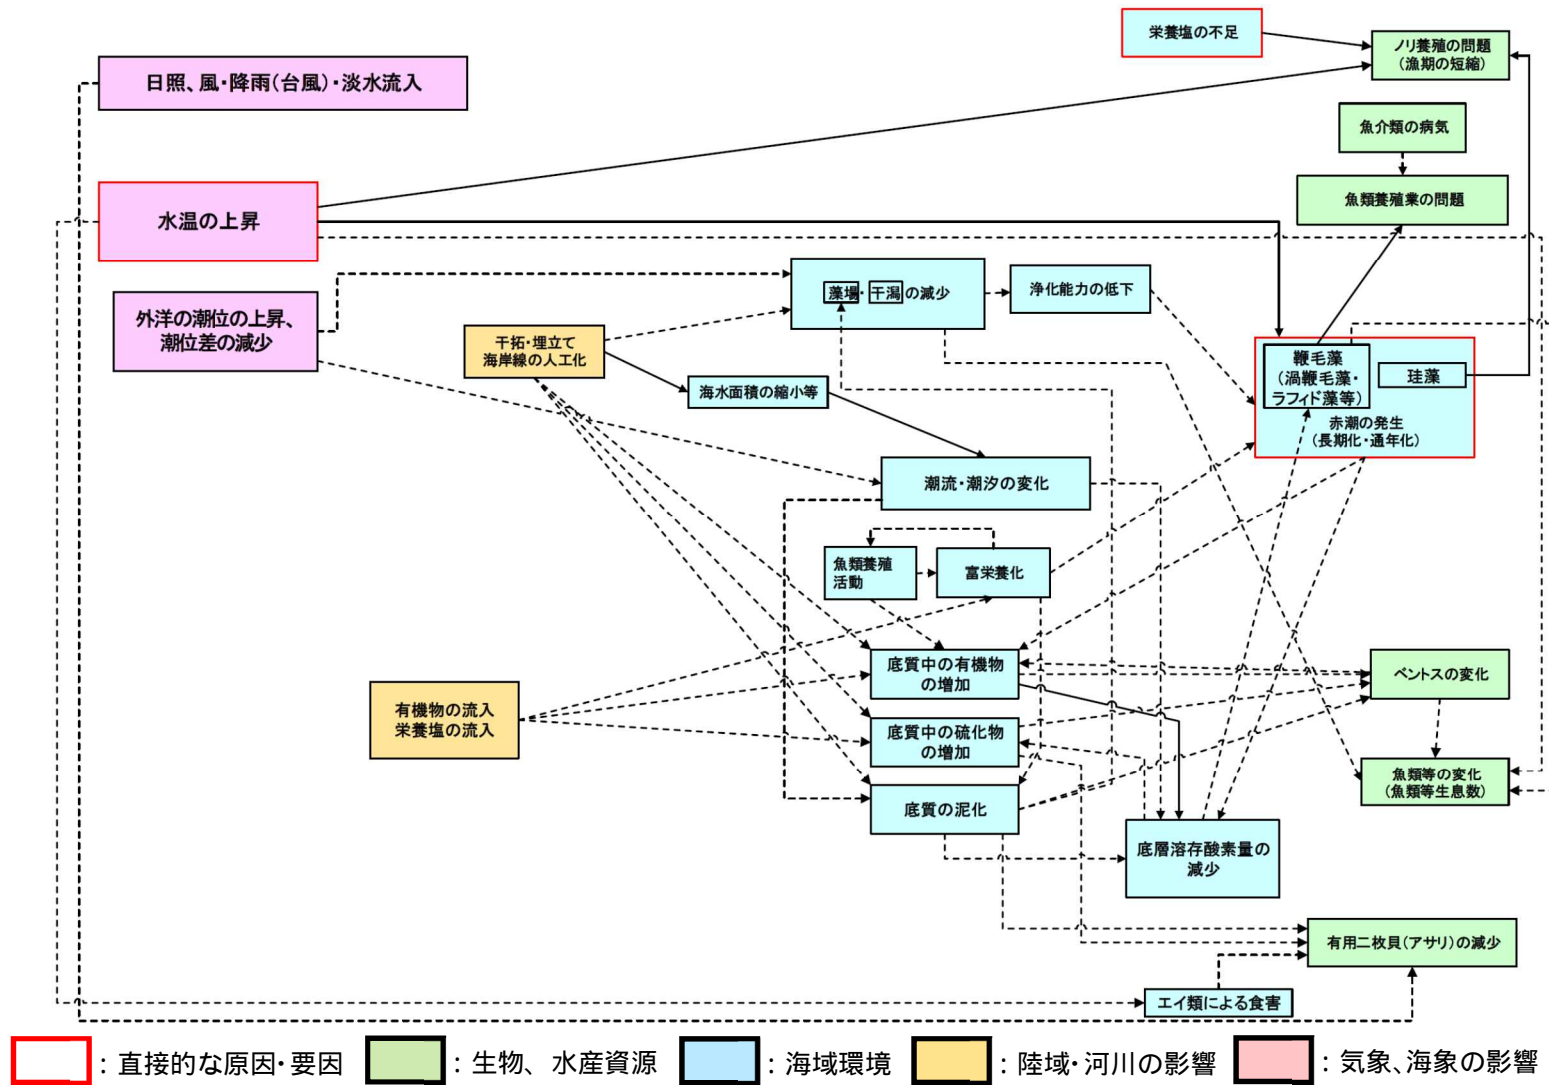 栄養塩の不足
ノリ養殖の問題
(漁期の短縮)
日照、風・降雨(台風)・淡水流入
魚介類の病気
魚類養殖業の問題
水温の上昇
藻場・干潟の減少
浄化能力の低下
外洋の潮位の上昇、
潮位差の減少
干拓・埋立て
海岸線の人工化
鞭毛藻
(渦鞭毛藻・
ラフィド藻等)
珪藻
赤潮の発生
(長期化・通年化)
海水面積の縮小等
潮流・潮汐の変化
魚類養殖
活動
富栄養化
底質中の有機物
の増加
ベントスの変化
有機物の流入
栄養塩の流入
底質中の硫化物
の増加
魚類等の変化
(魚類等生息数)
底質の泥化
底層溶存酸素量の
減少
有用二枚貝(アサリ)の減少
エイ類による食害
:直接的な原因・要因
:生物、水産資源
:海域環境
:陸域・河川の影響
:気象、海象の影響